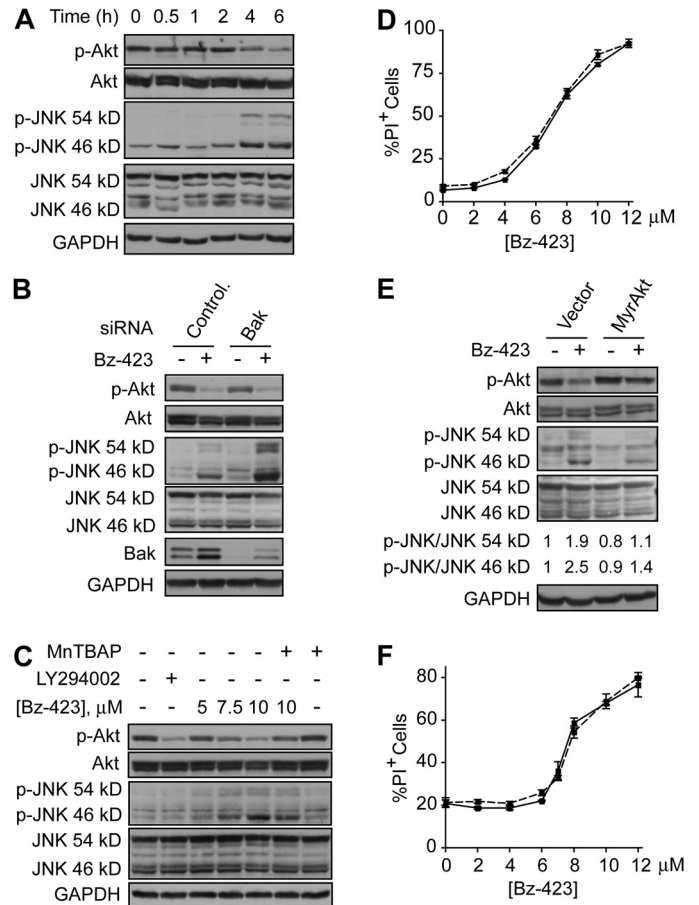 A
Time (h) 0 0.5 1 2 4 6
p-Akt
Akt
p-JNK 54 kD
p-JNK 46 kD
JNK 54 kD
JNK 46 kD
GAPDH
B
siRNA Control. Bak
Bz-423 - + - +
p-Akt
Akt
p-JNK 54 kD
p-JNK 46 kD
JNK 54 kD
JNK 46 kD
Bak
GAPDH
C
MnTBAP - - - - - + +
LY294002 - + - - - - -
[Bz-423], μM - - 5 7.5 10 10 -
p-Akt
Akt
p-JNK 54 kD
p-JNK 46 kD
JNK 54 kD
JNK 46 kD
GAPDH
D
%PI+ Cells
100
75
50
25
0
0 2 4 6 8 10 12 μM
[Bz-423]
E
Vector MyrAkt
Bz-423 - + - +
p-Akt
Akt
p-JNK 54 kD
p-JNK 46 kD
JNK 54 kD
JNK 46 kD
p-JNK/JNK 54 kD 1 1.9 0.8 1.1
p-JNK/JNK 46 kD 1 2.5 0.9 1.4
GAPDH
F
%PI+ Cells
80
60
40
20
0
0 2 4 6 8 10 12 μM
[Bz-423]